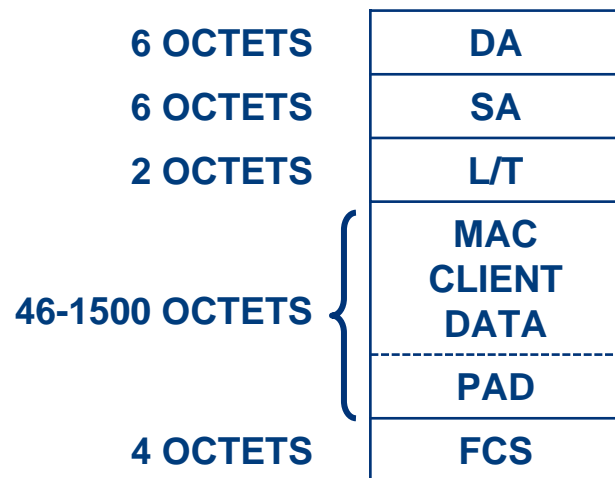 6 OCTETS DA
6 OCTETS SA
2 OCTETS L/T
MAC
CLIENT
46-1500 OCTETS
DATA
PAD
4 OCTETS FCS